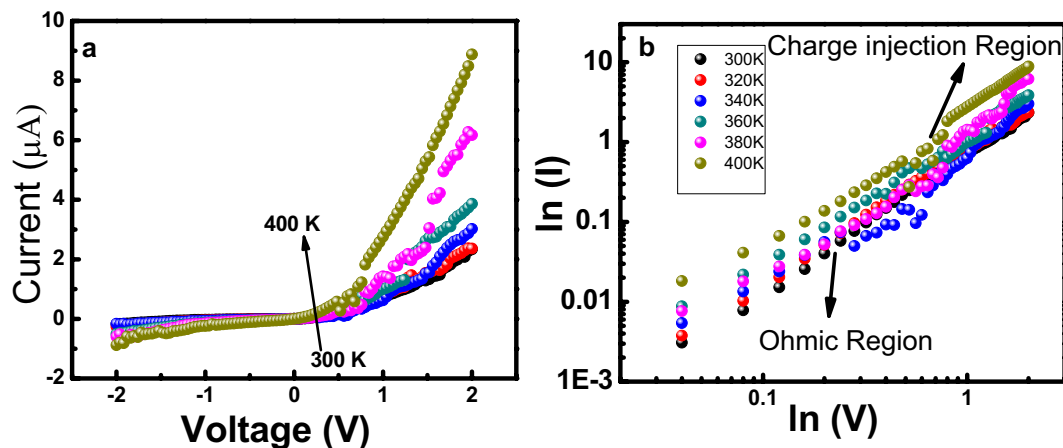 a
Current (μA)
10
8
6
4
2
0
-2
400 K
300 K
-2
-1
0
1
2
Voltage (V)
b
Charge injection Region
300K
320K
340K
360K
380K
400K
ln (I)
10
1
0.1
0.01
1E-3
Ohmic Region
0.1
1
ln (V)